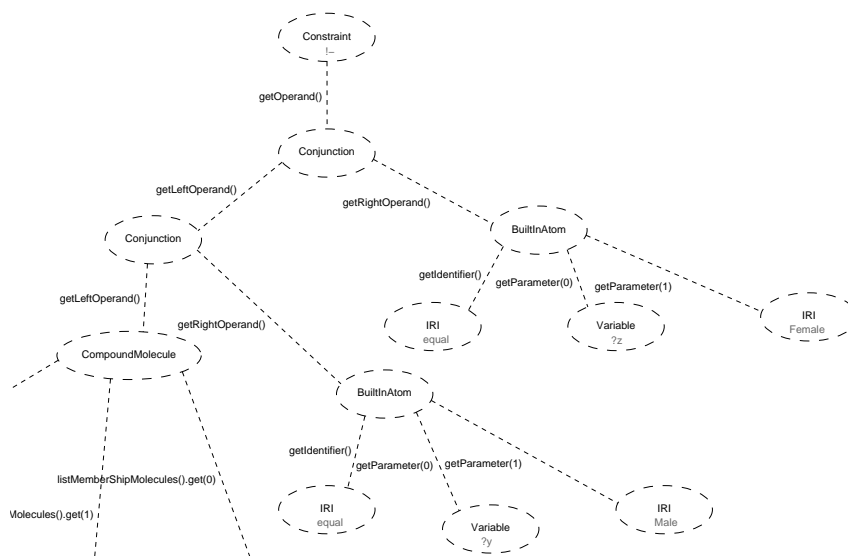 Constraint
!–
getOperand()
Conjunction
getLeftOperand()
getRightOperand()
Conjunction
BuiltInAtom
getIdentifier()
getParameter(0)
getParameter(1)
getLeftOperand()
getRightOperand()
IRI
equal
Variable
?z
IRI
Female
CompoundMolecule
BuiltInAtom
getIdentifier()
getParameter(0)
getParameter(1)
listMemberShipMolecules().get(0)
Molecules().get(1)
IRI
equal
Variable
?y
IRI
Male